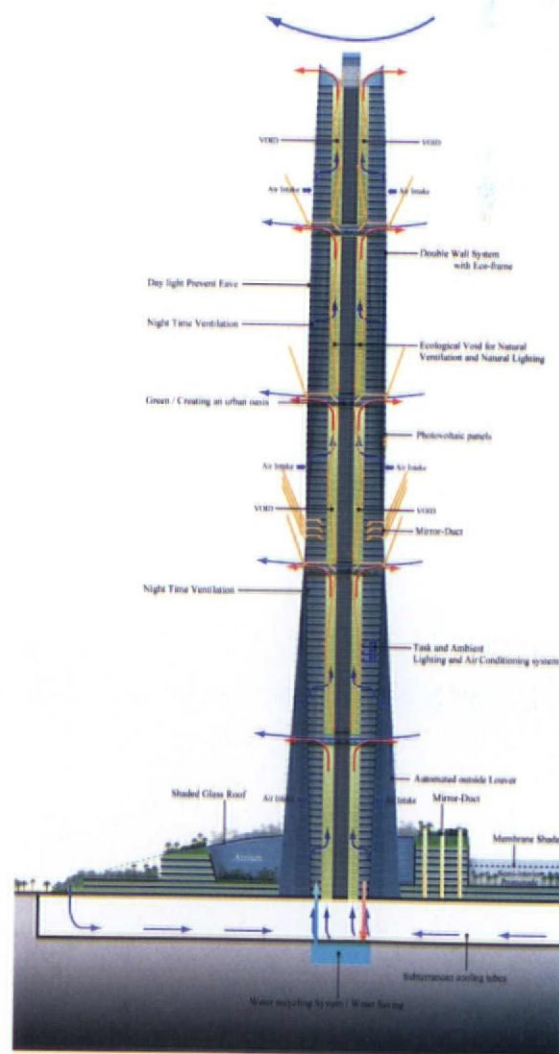 VOID
VOID
Air Intake
Air Intake
Double Wall System
with Eco-frame
Day light Prevent Eave
Night Time Ventilation
Ecological Void for Natural
Ventilation and Natural Lighting
Green / Creating an urban oasis
Photovoltaic panels
Air Intake
Air Intake
VOID
VOID
Mirror-Duct
Night Time Ventilation
Task and Ambient
Lighting and Air Conditioning system
Automated outside Louver
Shaded Glass Roof
Air Intake
Air Intake
Mirror-Duct
Membrane Shade
Atrium
Subterranean cooling tubes
Water recycling System / Water Saving